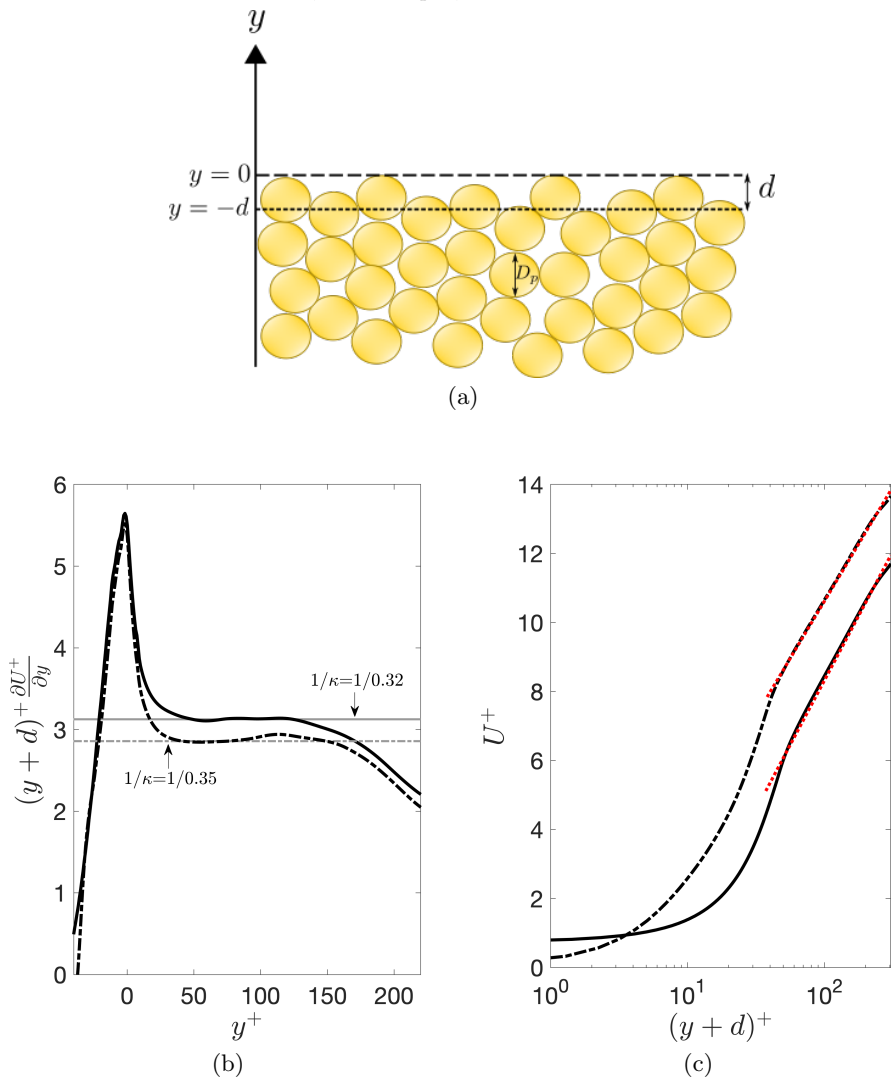 y
y = 0
d
y = −d
D_p
(a)
6
5
4
3
2
1
0
(y + d)^+ ∂U^+/∂y
1/κ=1/0.32
1/κ=1/0.35
0 50 100 150 200
y^+
(b)
14
12
10
8
6
4
2
0
U^+
10^0 10^1 10^2
(y + d)^+
(c)